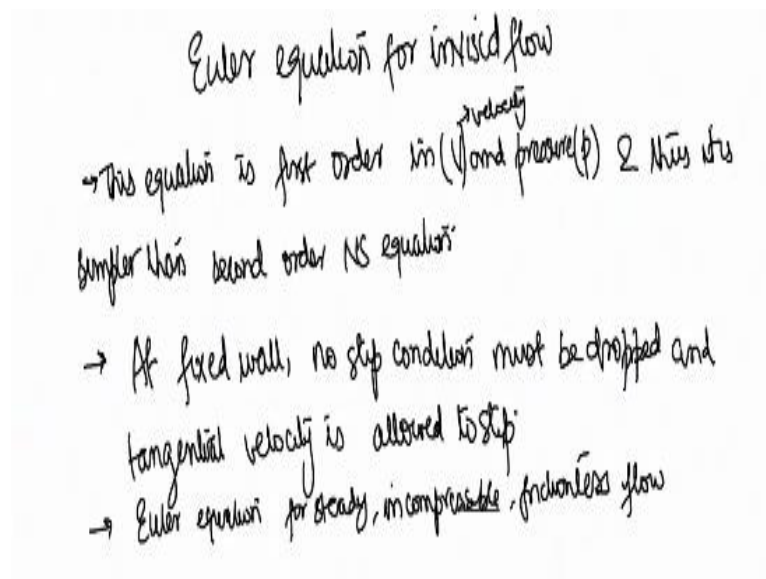 Euler equation for inviscid flow
→ velocity
→ This equation is first order in (V) and pressure (p) & thus it is
simpler than second order NS equation
→ At fixed wall, no slip condition must be dropped and
tangential velocity is allowed to slip
→ Euler equation for steady, incompressible, frictionless flow